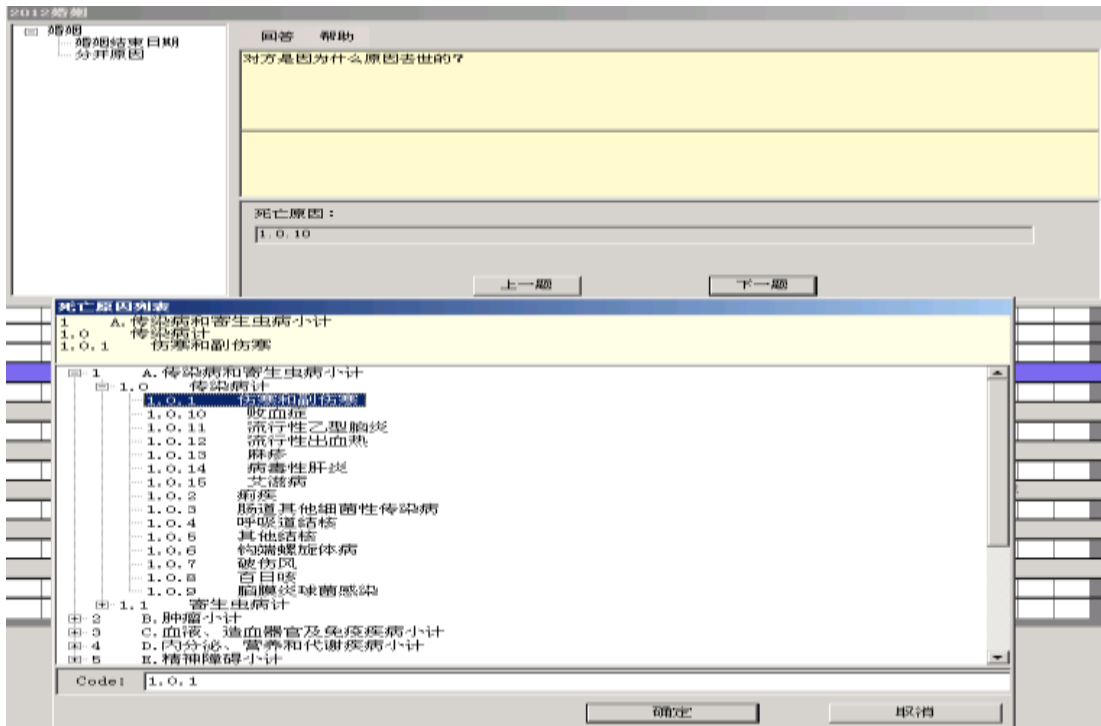 2012婚姻
婚姻
婚姻结束日期
分开原因
回答 帮助
对方是因为什么原因去世的？
死亡原因：
1.0.10
上一题 下一题
死亡原因列表
1 A.传染病和寄生虫病小计
1.0 传染病计
1.0.1 伤寒和副伤寒
1 A.传染病和寄生虫病小计
1.0 传染病计
1.0.1 伤寒和副伤寒
1.0.10 败血症
1.0.11 流行性乙型脑炎
1.0.12 流行性出血热
1.0.13 麻疹
1.0.14 病毒性肝炎
1.0.15 艾滋病
1.0.2 痢疾
1.0.3 肠道其他细菌性传染病
1.0.4 呼吸道结核
1.0.5 其他结核
1.0.6 钩端螺旋体病
1.0.7 破伤风
1.0.8 百日咳
1.0.9 脑膜炎球菌感染
1.1 寄生虫病计
2 B.肿瘤小计
3 C.血液、造血器官及免疫疾病小计
4 D.内分泌、营养和代谢疾病小计
5 E.精神障碍小计
Code: 1.0.1
确定 取消